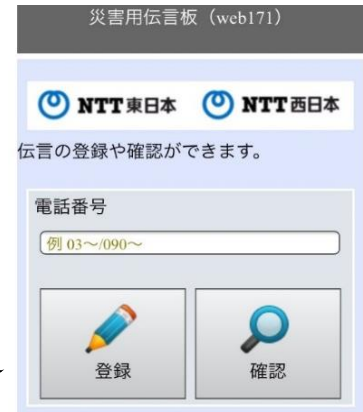 災害用伝言板（web171）
NTT東日本 NTT西日本
伝言の登録や確認ができます。
電話番号
例 03～/090～
登録 確認